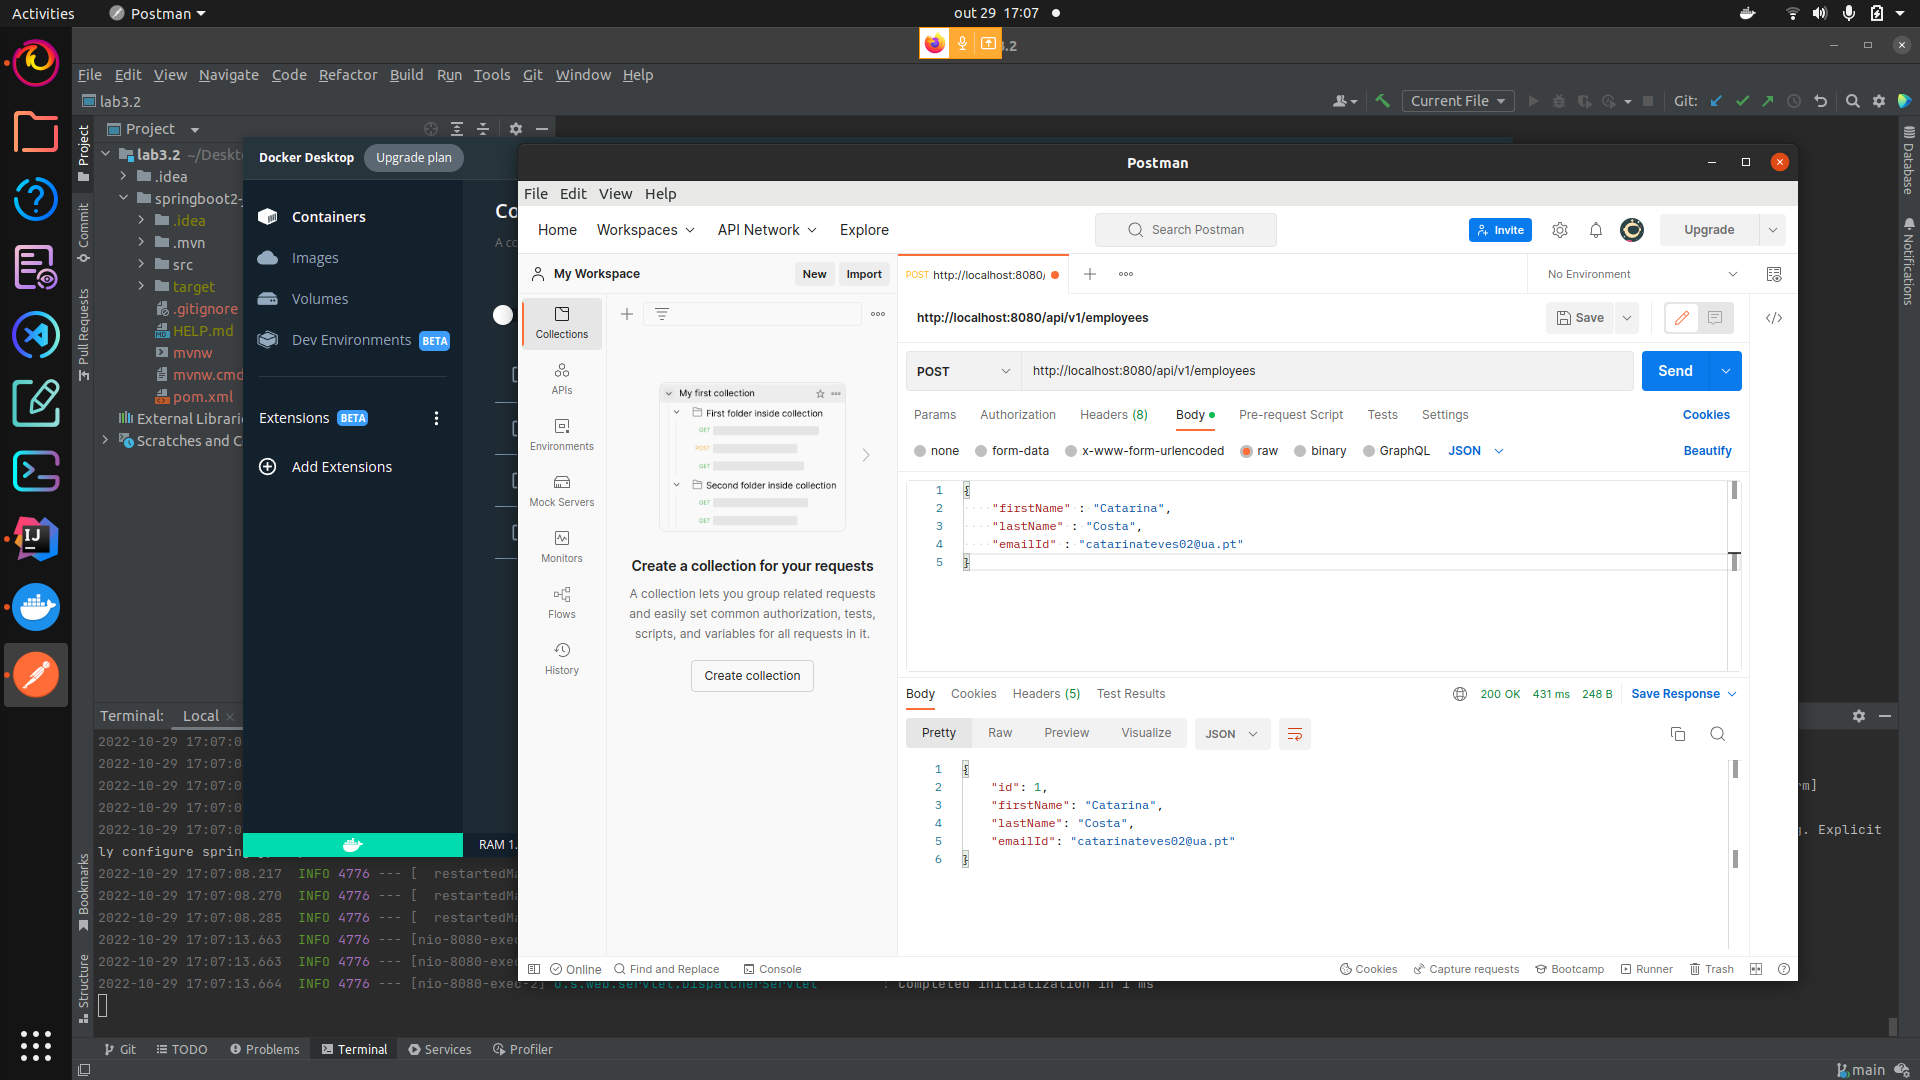 Activities
Postman
out 29 17:07
3.2
File Edit View Navigate Code Refactor Build Run Tools Git Window Help
lab3.2
Current File
Git:
Project
Project
Commit
Pull Requests
Bookmarks
Structure
Database
Notifications
lab3.2 ~/Deskt
.idea
springboot2-
.idea
.mvn
src
target
.gitignore
HELP.md
mvnw
mvnw.cmd
pom.xml
External Librari
Scratches and C
Docker Desktop
Upgrade plan
Containers
Images
Volumes
Dev Environments BETA
Extensions BETA
Add Extensions
Co
A co
RAM 1.
Postman
File Edit View Help
Home Workspaces API Network Explore
Search Postman
Invite
Upgrade
My Workspace
New
Import
POST http://localhost:8080/
No Environment
Collections
APIs
Environments
Mock Servers
Monitors
Flows
History
My first collection
First folder inside collection
GET
POST
GET
Second folder inside collection
GET
GET
Create a collection for your requests
A collection lets you group related requests
and easily set common authorization, tests,
scripts, and variables for all requests in it.
Create collection
http://localhost:8080/api/v1/employees
Save
POST
http://localhost:8080/api/v1/employees
Send
Params Authorization Headers (8) Body Pre-request Script Tests Settings
Cookies
none form-data x-www-form-urlencoded raw binary GraphQL JSON
Beautify
1 {
2 "firstName" : "Catarina",
3 "lastName" : "Costa",
4 "emailId" : "catarinateves02@ua.pt"
5 }
Body Cookies Headers (5) Test Results
200 OK 431 ms 248 B Save Response
Pretty Raw Preview Visualize JSON
1 {
2 "id": 1,
3 "firstName": "Catarina",
4 "lastName": "Costa",
5 "emailId": "catarinateves02@ua.pt"
6 }
Online Find and Replace Console
Cookies Capture requests Bootcamp Runner Trash
Terminal: Local
2022-10-29 17:07:0
2022-10-29 17:07:0
2022-10-29 17:07:0
rm]
2022-10-29 17:07:0
2022-10-29 17:07:0
g. Explicit
ly configure spring
2022-10-29 17:07:08.217 INFO 4776 --- [ restartedMa
2022-10-29 17:07:08.270 INFO 4776 --- [ restartedMa
2022-10-29 17:07:08.285 INFO 4776 --- [ restartedMa
2022-10-29 17:07:13.663 INFO 4776 --- [nio-8080-exec
2022-10-29 17:07:13.663 INFO 4776 --- [nio-8080-exec
2022-10-29 17:07:13.664 INFO 4776 --- [nio-8080-exec-2] o.s.web.servlet.DispatcherServlet : Completed initialization in 1 ms
Git TODO Problems Terminal Services Profiler
main